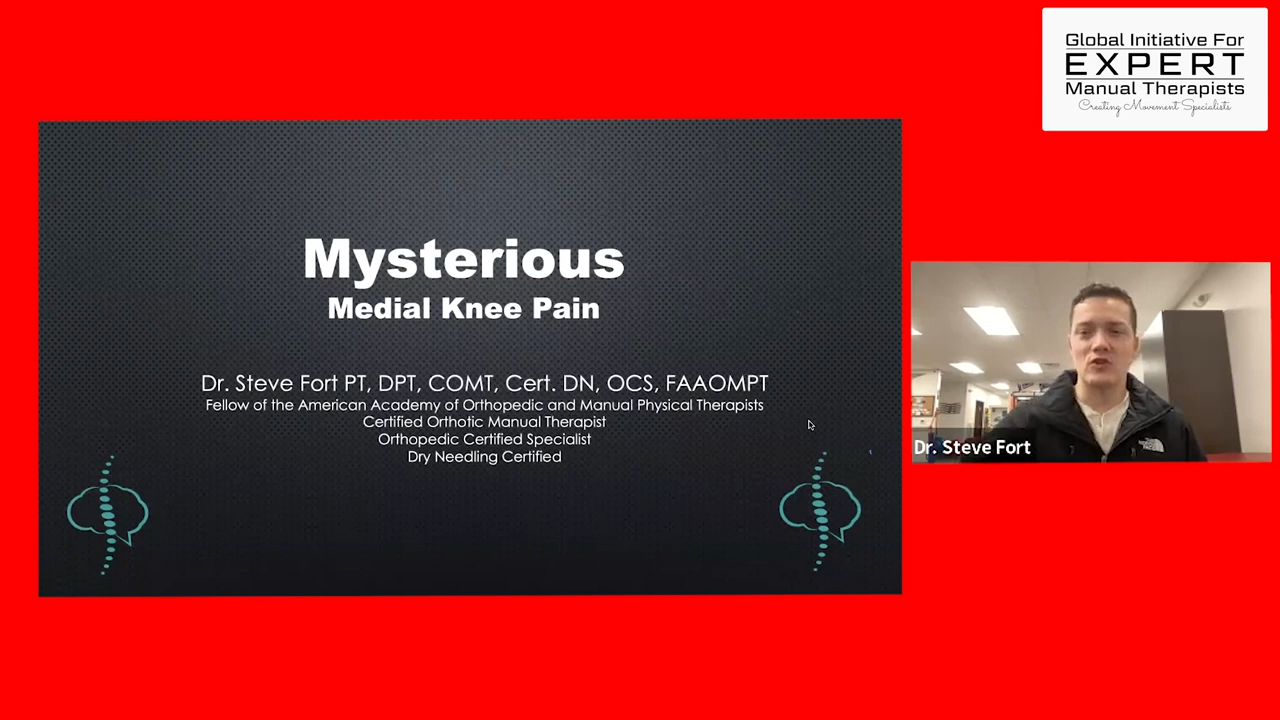 Global Initiative For
EXPERT
Manual Therapists
Creating Movement Specialists
Mysterious
Medial Knee Pain
Dr. Steve Fort PT, DPT, COMT, Cert. DN, OCS, FAAOMPT
Fellow of the American Academy of Orthopedic and Manual Physical Therapists
Certified Orthotic Manual Therapist
Orthopedic Certified Specialist
Dry Needling Certified
Dr. Steve Fort